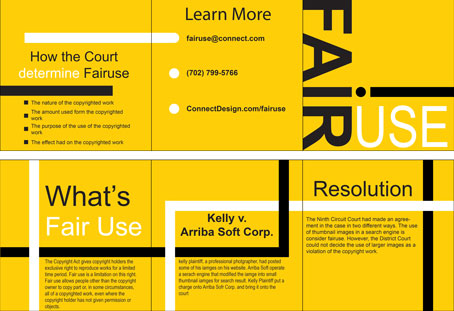 How the Court
determine Fairuse
The nature of the copyrighted work
The amount used form the copyrighted
work
The purpose of the use of the copyrighted
work
The effect had on the copyrighted work
Learn More
fairuse@connect.com
(702) 799-5766
ConnectDesign.com/fairuse
FAiR
USE
What's
Fair Use
The Copyright Act gives copyright holders the
exclusive right to reproduce works for a limited
time period. Fair use is a limitation on the right.
Fair use allows people other than the copyright
owner to copy part or, in some circumstances,
all of a copyrighted work, even where the
copyright holder has not given permission or
objects.
Kelly v.
Arriba Soft Corp.
kelly plaintiff, a professional photographer, had posted
some of his iamges on his website. Arriba Soft operate
a serach engine that modified the iamge into small
thumbnail iamges for search result. Kelly Plaintiff put a
charge onto Arriba Sofr Corp. and bring it onto the
court
Resolution
The Ninth Circuit Court had made an agree-
ment in the case in two different ways. The use
of thumbnail images in a search engine is
consider fairuse. However, the District Court
could not decide the use of larger images as a
violation of the copyright work.